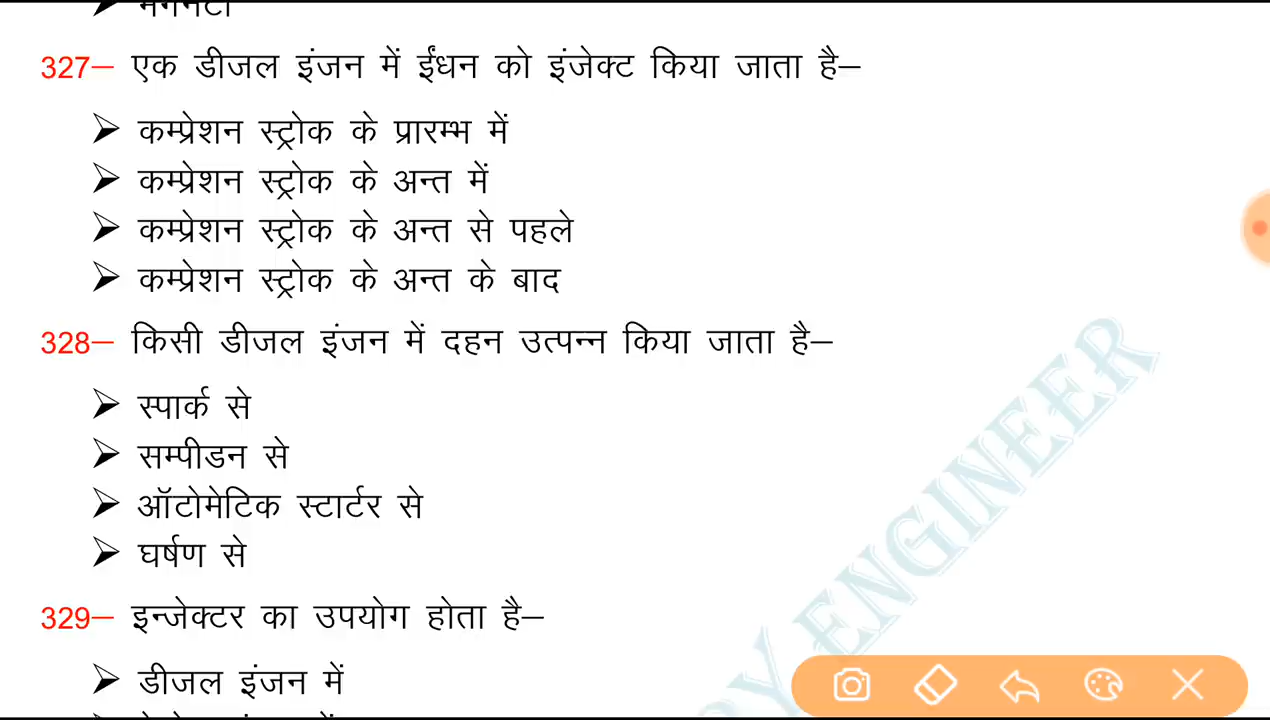 327– एक डीजल इंजन में ईंधन को इंजेक्ट किया जाता है–
➢ कम्प्रेशन स्ट्रोक के प्रारम्भ में
➢ कम्प्रेशन स्ट्रोक के अन्त में
➢ कम्प्रेशन स्ट्रोक के अन्त से पहले
➢ कम्प्रेशन स्ट्रोक के अन्त के बाद
328– किसी डीजल इंजन में दहन उत्पन्न किया जाता है–
➢ स्पार्क से
➢ सम्पीडन से
➢ ऑटोमेटिक स्टार्टर से
➢ घर्षण से
329– इन्जेक्टर का उपयोग होता है–
➢ डीजल इंजन में
Y ENGINEER